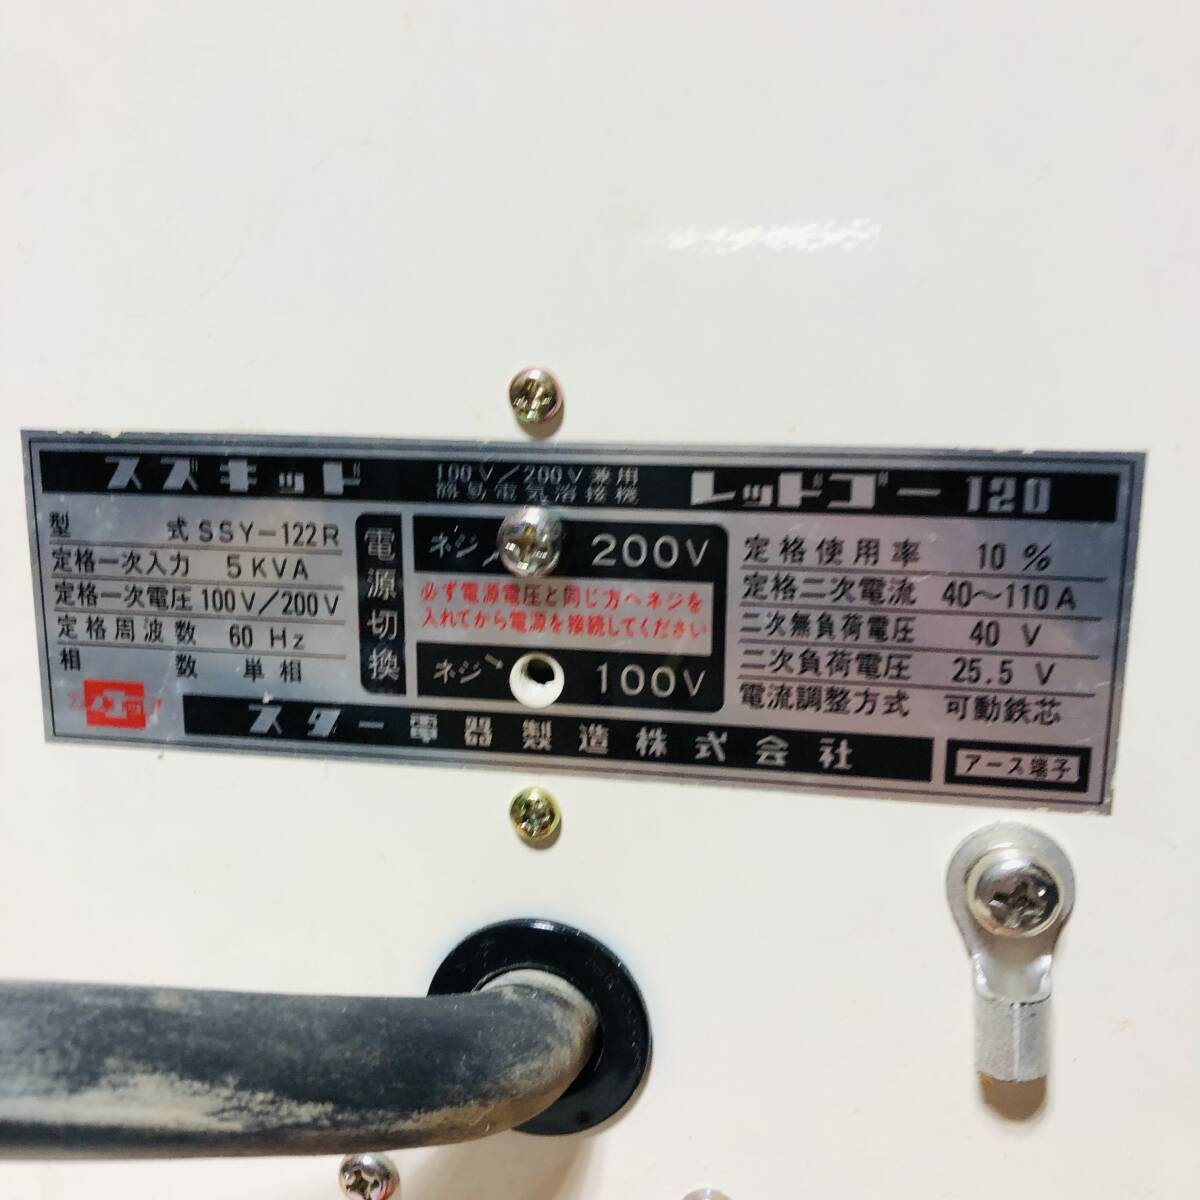 スズキッド
100V/200V兼用
簡易電気溶接機
レッドゴー120
型式 SSY-122R
定格一次入力 5KVA
定格一次電圧 100V/200V
定格周波数 60Hz
相数 単相
電源切換
ネジ 200V
必ず電源電圧と同じ方へネジを
入れてから電源を接続してください
ネジ→ 100V
定格使用率 10%
定格二次電流 40~110A
二次無負荷電圧 40V
二次負荷電圧 25.5V
電流調整方式 可動鉄芯
スター電器製造株式会社
アース端子